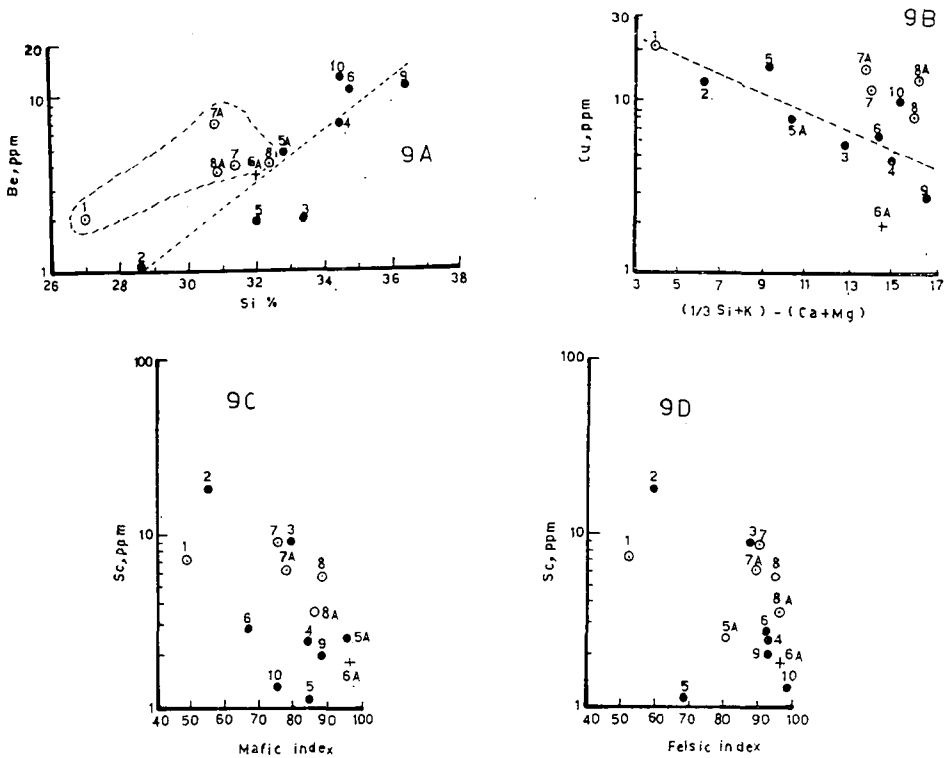 9A
Be, ppm
20
10
1
10
6
9
4
7A
5A
7
6A
8
8A
1
5
3
2
26 28 30 32 34 36 38
Si %
9B
Cu, ppm
30
10
1
1
5
7A
8A
2
7
10
8
5A
6
3
4
9
6A
3 5 7 9 11 13 15 17
(1/3 Si+K) - (Ca+Mg)
9C
Sc, ppm
100
10
1
2
7
3
1
7A
8
8A
6
4
5A
9
6A
10
5
40 50 60 70 80 90 100
Mafic index
9D
Sc, ppm
100
10
1
2
3
7
1
7A
8
8A
5A
6
4
9
6A
5
10
40 50 60 70 80 90 100
Felsic index